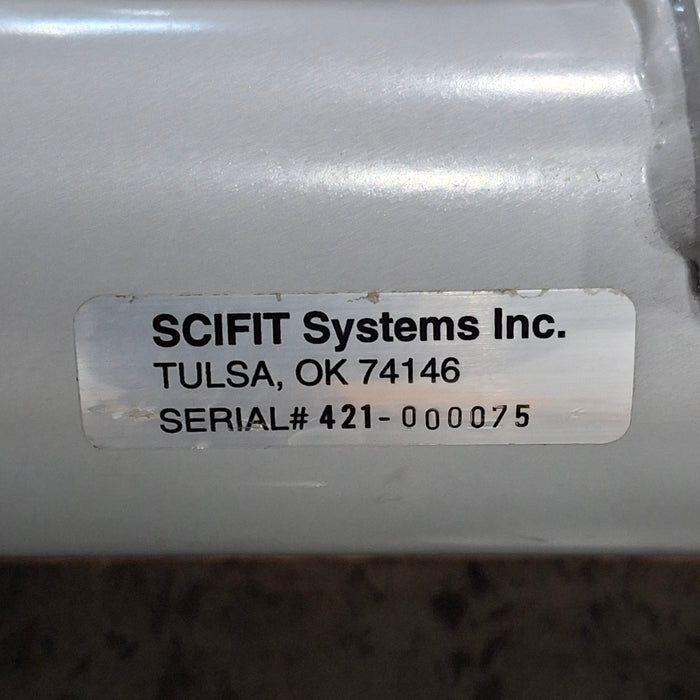 SCIFIT Systems Inc.
TULSA, OK 74146
SERIAL# 421-000075